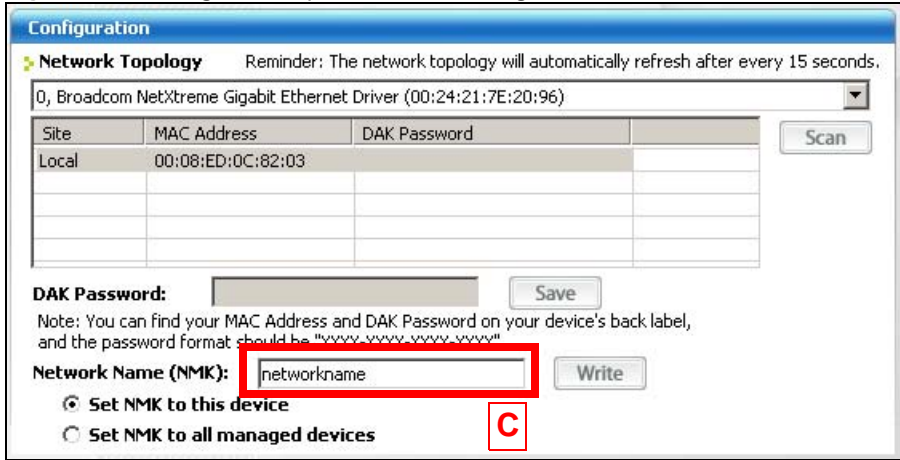 Configuration
Network Topology Reminder: The network topology will automatically refresh after every 15 seconds.
0, Broadcom NetXtreme Gigabit Ethernet Driver (00:24:21:7E:20:96)
Site MAC Address DAK Password
Scan
Local 00:08:ED:0C:82:03
DAK Password: Save
Note: You can find your MAC Address and DAK Password on your device's back label,
and the password format should be "XXXX-XXXX-XXXX-XXXX"
Network Name (NMK): networkname Write
Set NMK to this device
Set NMK to all managed devices
C